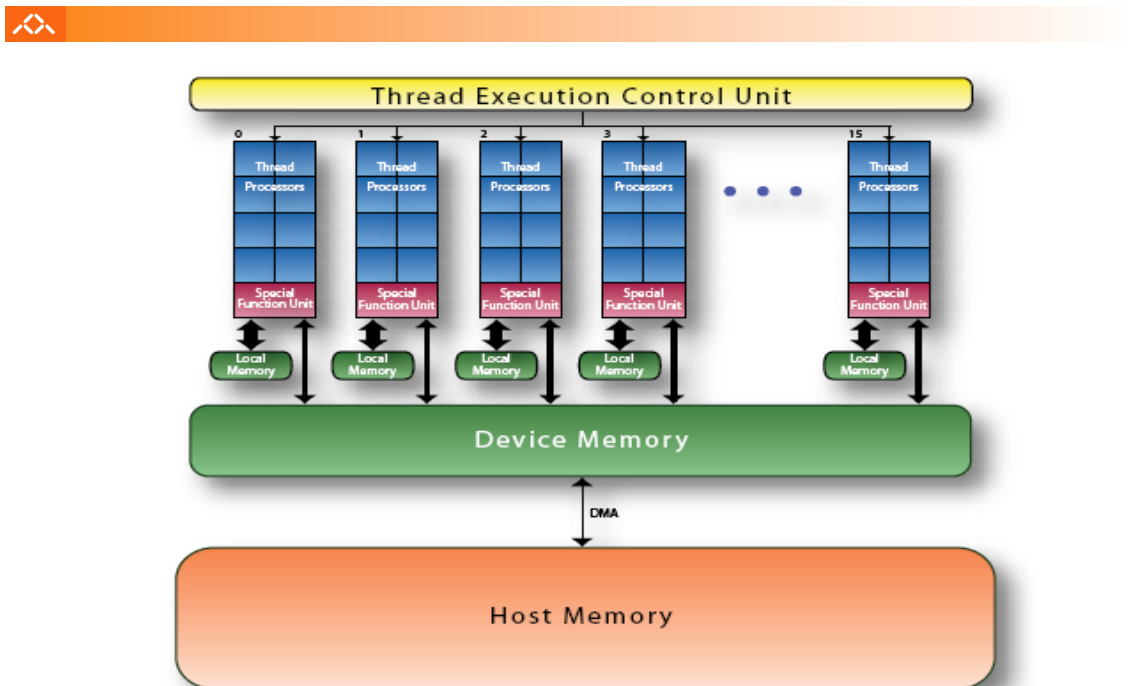 Thread Execution Control Unit
0 1 2 3 15
Thread Thread Thread Thread Thread
Processors Processors Processors Processors Processors
Special Special Special Special Special
Function Unit Function Unit Function Unit Function Unit Function Unit
Local Local Local Local Local
Memory Memory Memory Memory Memory
Device Memory
DMA
Host Memory